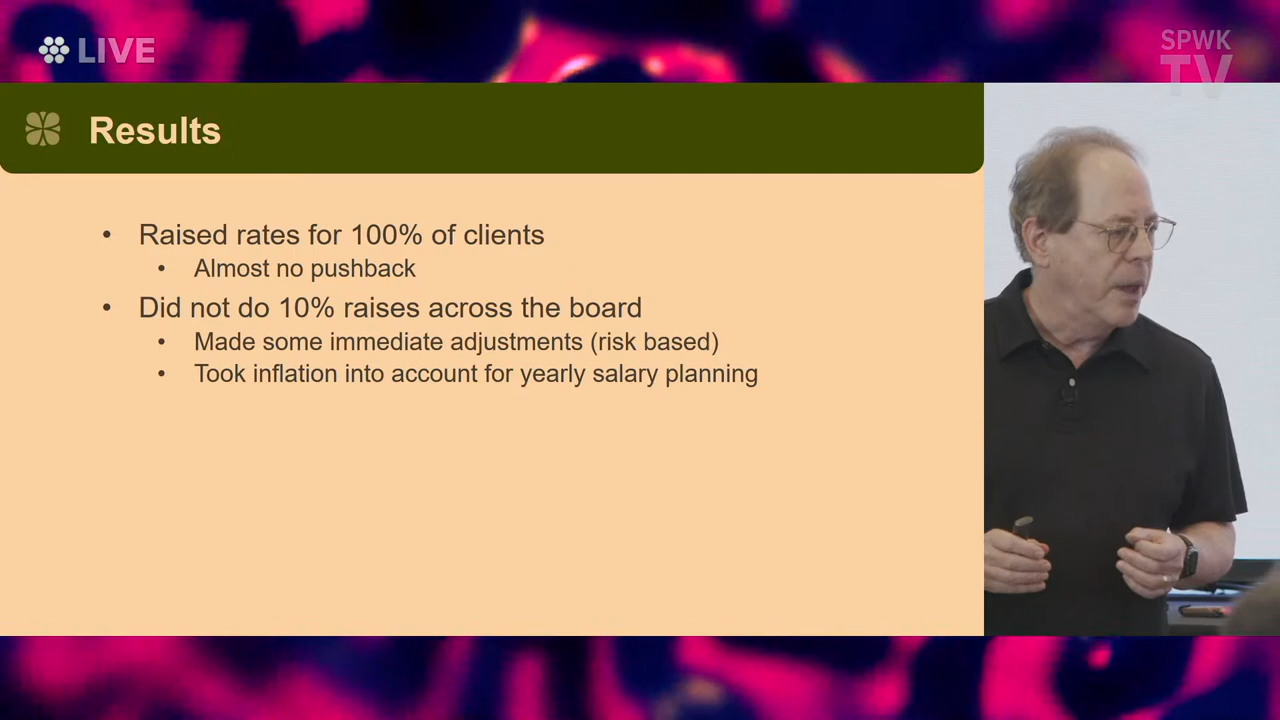 LIVE
SPWK
TV
Results
• Raised rates for 100% of clients
• Almost no pushback
• Did not do 10% raises across the board
• Made some immediate adjustments (risk based)
• Took inflation into account for yearly salary planning